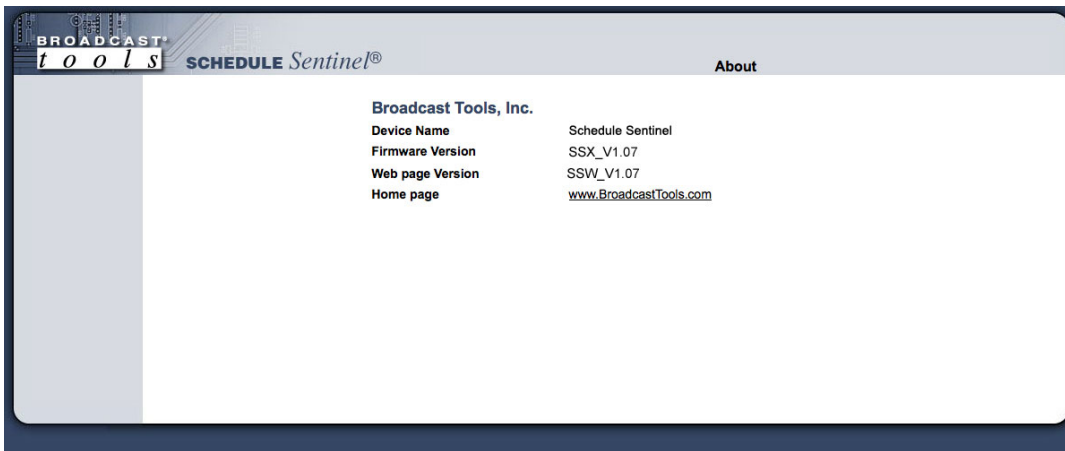 BROADCAST®
tools
SCHEDULE Sentinel®
About
Broadcast Tools, Inc.
Device Name Schedule Sentinel
Firmware Version SSX_V1.07
Web page Version SSW_V1.07
Home page www.BroadcastTools.com